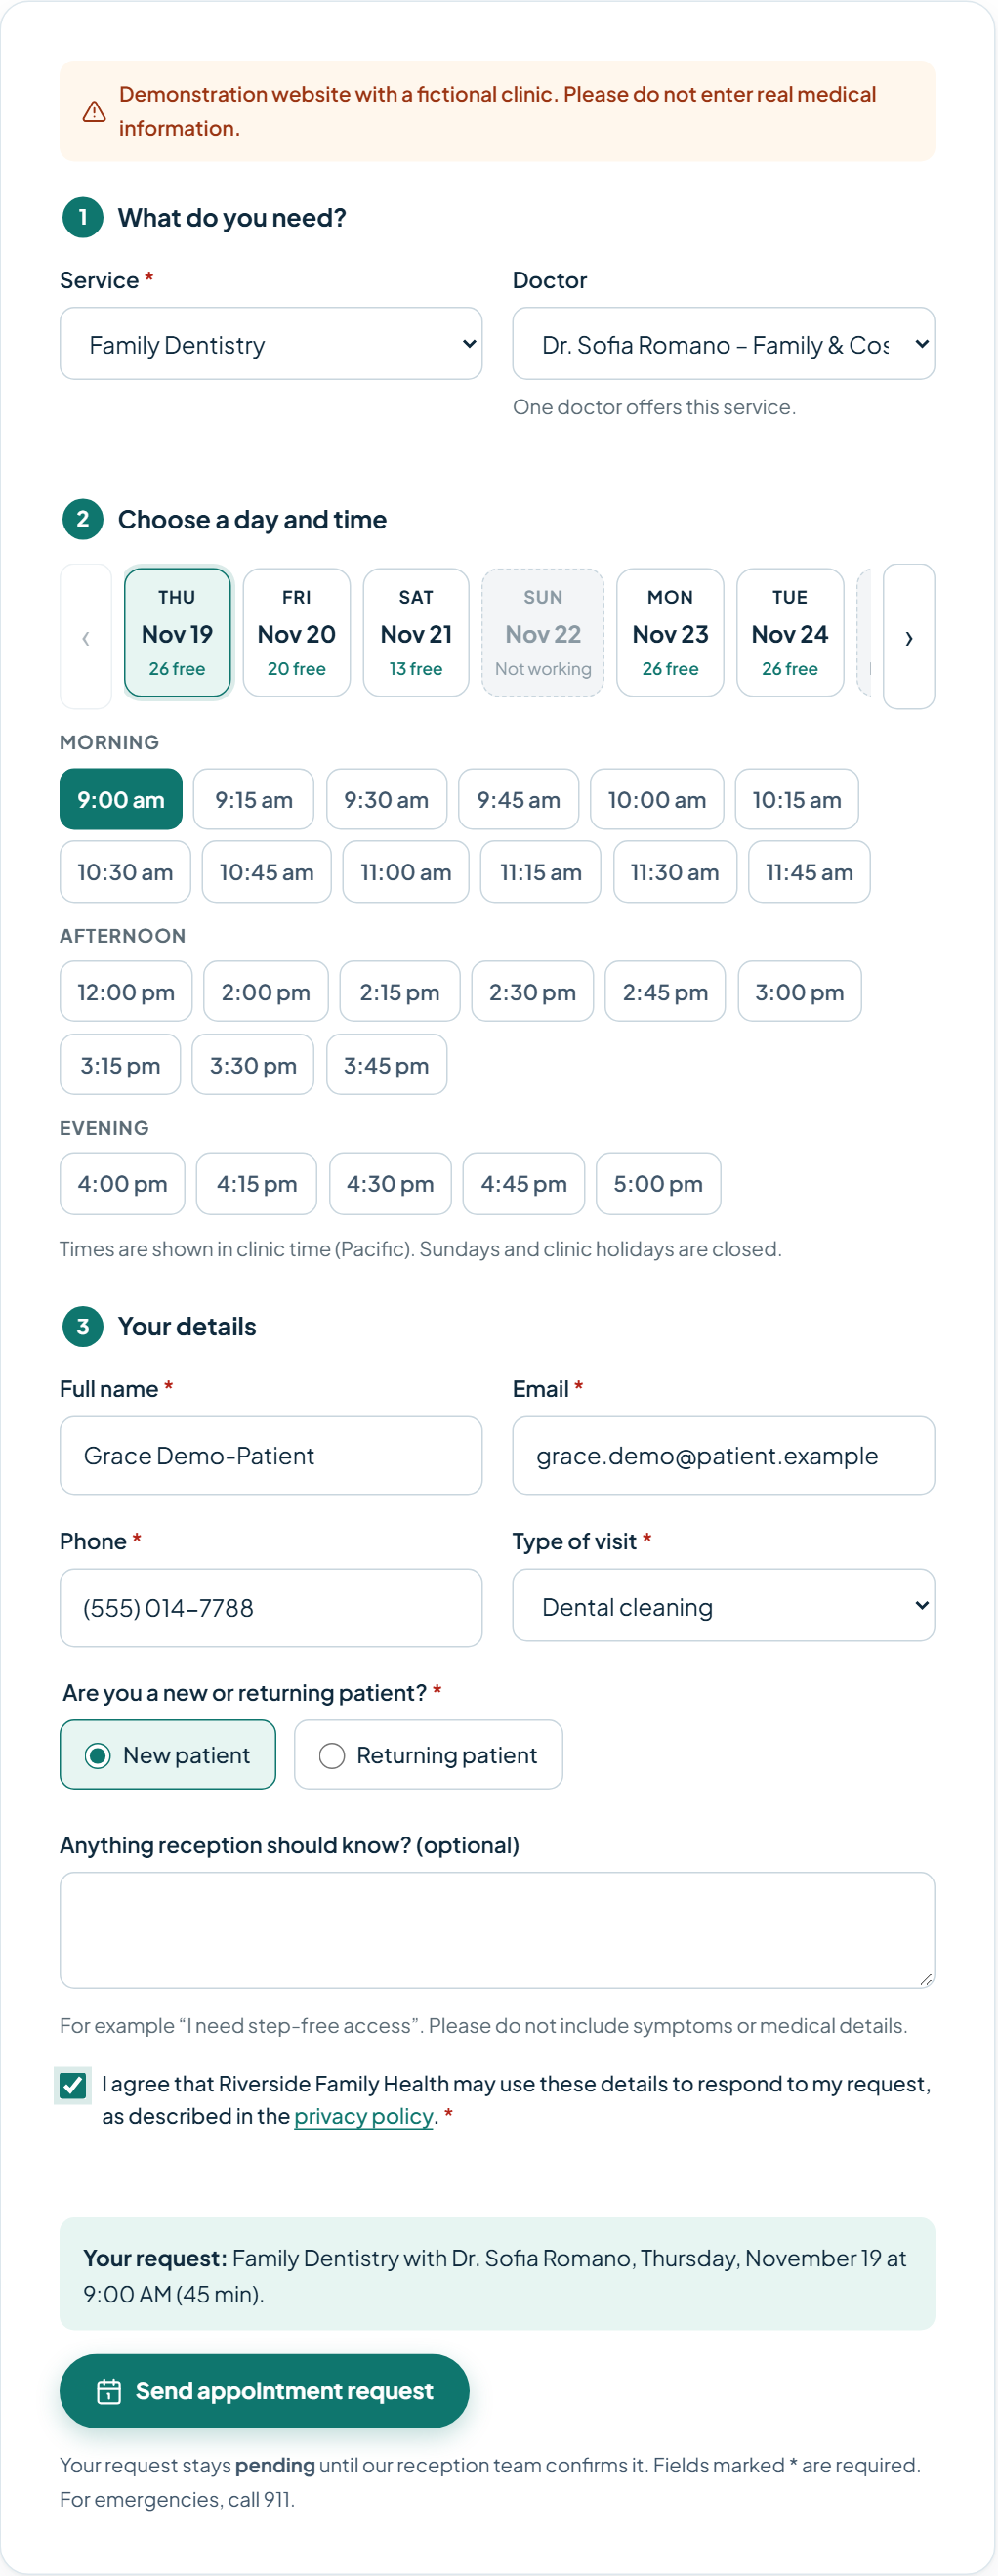 Demonstration website with a fictional clinic. Please do not enter real medical
information.
1 What do you need?
Service *
Doctor
Family Dentistry
Dr. Sofia Romano – Family & Cos
One doctor offers this service.
2 Choose a day and time
‹
THU
Nov 19
26 free
FRI
Nov 20
20 free
SAT
Nov 21
13 free
SUN
Nov 22
Not working
MON
Nov 23
26 free
TUE
Nov 24
26 free
›
MORNING
9:00 am 9:15 am 9:30 am 9:45 am 10:00 am 10:15 am
10:30 am 10:45 am 11:00 am 11:15 am 11:30 am 11:45 am
AFTERNOON
12:00 pm 2:00 pm 2:15 pm 2:30 pm 2:45 pm 3:00 pm
3:15 pm 3:30 pm 3:45 pm
EVENING
4:00 pm 4:15 pm 4:30 pm 4:45 pm 5:00 pm
Times are shown in clinic time (Pacific). Sundays and clinic holidays are closed.
3 Your details
Full name *
Email *
Grace Demo-Patient
grace.demo@patient.example
Phone *
Type of visit *
(555) 014-7788
Dental cleaning
Are you a new or returning patient? *
New patient
Returning patient
Anything reception should know? (optional)
For example “I need step-free access”. Please do not include symptoms or medical details.
I agree that Riverside Family Health may use these details to respond to my request,
as described in the privacy policy. *
Your request: Family Dentistry with Dr. Sofia Romano, Thursday, November 19 at
9:00 AM (45 min).
Send appointment request
Your request stays pending until our reception team confirms it. Fields marked * are required.
For emergencies, call 911.